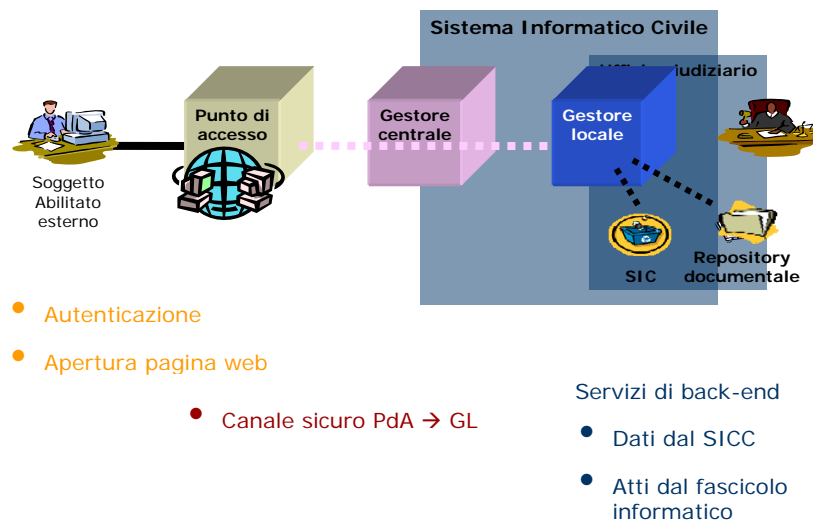 Sistema Informatico Civile
giudiziario
Punto di
accesso
Gestore
centrale
Gestore
locale
Soggetto
Abilitato
esterno
SIC
Repository
documentale
• Autenticazione
• Apertura pagina web
• Canale sicuro PdA → GL
Servizi di back-end
• Dati dal SICC
• Atti dal fascicolo
informatico